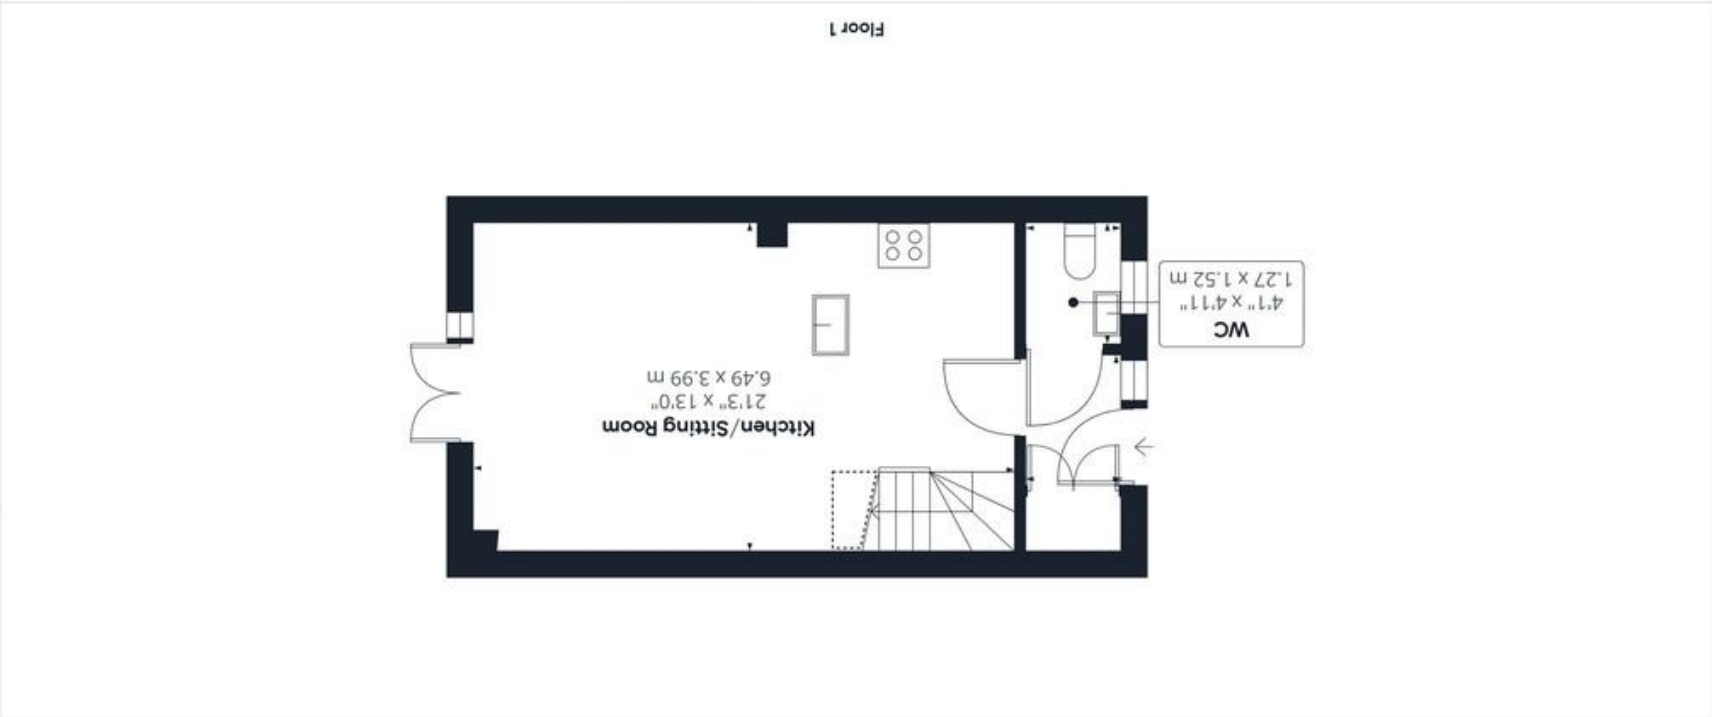 Kitchen/Sitting Room
21'3" x 13'0"
6.49 x 3.99 m
WC
4'1" x 4'11"
1.27 x 1.52 m
Floor 1